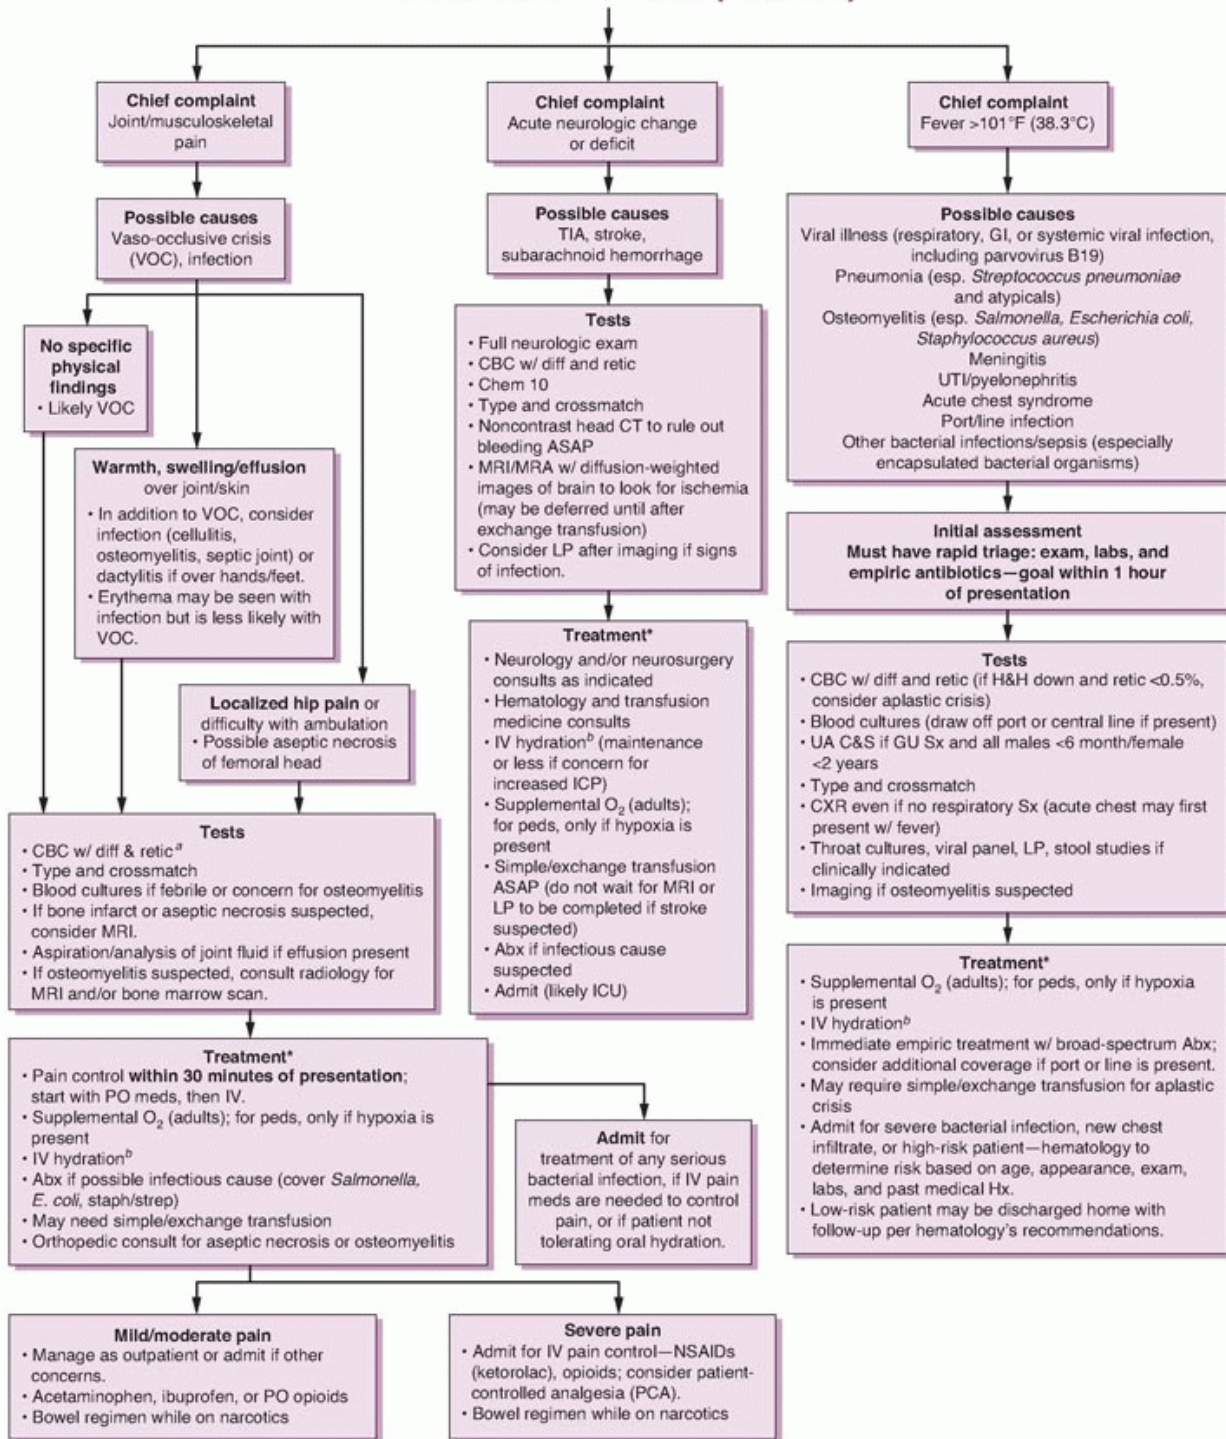 Chief complaint
Joint/musculoskeletal
pain
Possible causes
Vaso-occlusive crisis
(VOC), infection
No specific
physical
findings
• Likely VOC
Warmth, swelling/effusion
over joint/skin
• In addition to VOC, consider
infection (cellulitis,
osteomyelitis, septic joint) or
dactylitis if over hands/feet.
• Erythema may be seen with
infection but is less likely with
VOC.
Localized hip pain or
difficulty with ambulation
• Possible aseptic necrosis
of femoral head
Tests
• CBC w/ diff & retic a
• Type and crossmatch
• Blood cultures if febrile or concern for osteomyelitis
• If bone infarct or aseptic necrosis suspected,
consider MRI.
• Aspiration/analysis of joint fluid if effusion present
• If osteomyelitis suspected, consult radiology for
MRI and/or bone marrow scan.
Treatment*
• Pain control within 30 minutes of presentation;
start with PO meds, then IV.
• Supplemental O2 (adults); for peds, only if hypoxia is
present
• IV hydration b
• Abx if possible infectious cause (cover Salmonella,
E. coli, staph/strep)
• May need simple/exchange transfusion
• Orthopedic consult for aseptic necrosis or osteomyelitis
Admit for
treatment of any serious
bacterial infection, if IV pain
meds are needed to control
pain, or if patient not
tolerating oral hydration.
Mild/moderate pain
• Manage as outpatient or admit if other
concerns.
• Acetaminophen, ibuprofen, or PO opioids
• Bowel regimen while on narcotics
Severe pain
• Admit for IV pain control—NSAIDs
(ketorolac), opioids; consider patient-
controlled analgesia (PCA).
• Bowel regimen while on narcotics
Chief complaint
Acute neurologic change
or deficit
Possible causes
TIA, stroke,
subarachnoid hemorrhage
Tests
• Full neurologic exam
• CBC w/ diff and retic
• Chem 10
• Type and crossmatch
• Noncontrast head CT to rule out
bleeding ASAP
• MRI/MRA w/ diffusion-weighted
images of brain to look for ischemia
(may be deferred until after
exchange transfusion)
• Consider LP after imaging if signs
of infection.
Treatment*
• Neurology and/or neurosurgery
consults as indicated
• Hematology and transfusion
medicine consults
• IV hydration b (maintenance
or less if concern for
increased ICP)
• Supplemental O2 (adults);
for peds, only if hypoxia is
present
• Simple/exchange transfusion
ASAP (do not wait for MRI or
LP to be completed if stroke
suspected)
• Abx if infectious cause
suspected
• Admit (likely ICU)
Chief complaint
Fever >101°F (38.3°C)
Possible causes
Viral illness (respiratory, GI, or systemic viral infection,
including parvovirus B19)
Pneumonia (esp. Streptococcus pneumoniae
and atypicals)
Osteomyelitis (esp. Salmonella, Escherichia coli,
Staphylococcus aureus)
Meningitis
UTI/pyelonephritis
Acute chest syndrome
Port/line infection
Other bacterial infections/sepsis (especially
encapsulated bacterial organisms)
Initial assessment
Must have rapid triage: exam, labs, and
empiric antibiotics—goal within 1 hour
of presentation
Tests
• CBC w/ diff and retic (if H&H down and retic <0.5%,
consider aplastic crisis)
• Blood cultures (draw off port or central line if present)
• UA C&S if GU Sx and all males <6 month/female
<2 years
• Type and crossmatch
• CXR even if no respiratory Sx (acute chest may first
present w/ fever)
• Throat cultures, viral panel, LP, stool studies if
clinically indicated
• Imaging if osteomyelitis suspected
Treatment*
• Supplemental O2 (adults); for peds, only if hypoxia
is present
• IV hydration b
• Immediate empiric treatment w/ broad-spectrum Abx;
consider additional coverage if port or line is present.
• May require simple/exchange transfusion for aplastic
crisis
• Admit for severe bacterial infection, new chest
infiltrate, or high-risk patient—hematology to
determine risk based on age, appearance, exam,
labs, and past medical Hx.
• Low-risk patient may be discharged home with
follow-up per hematology's recommendations.